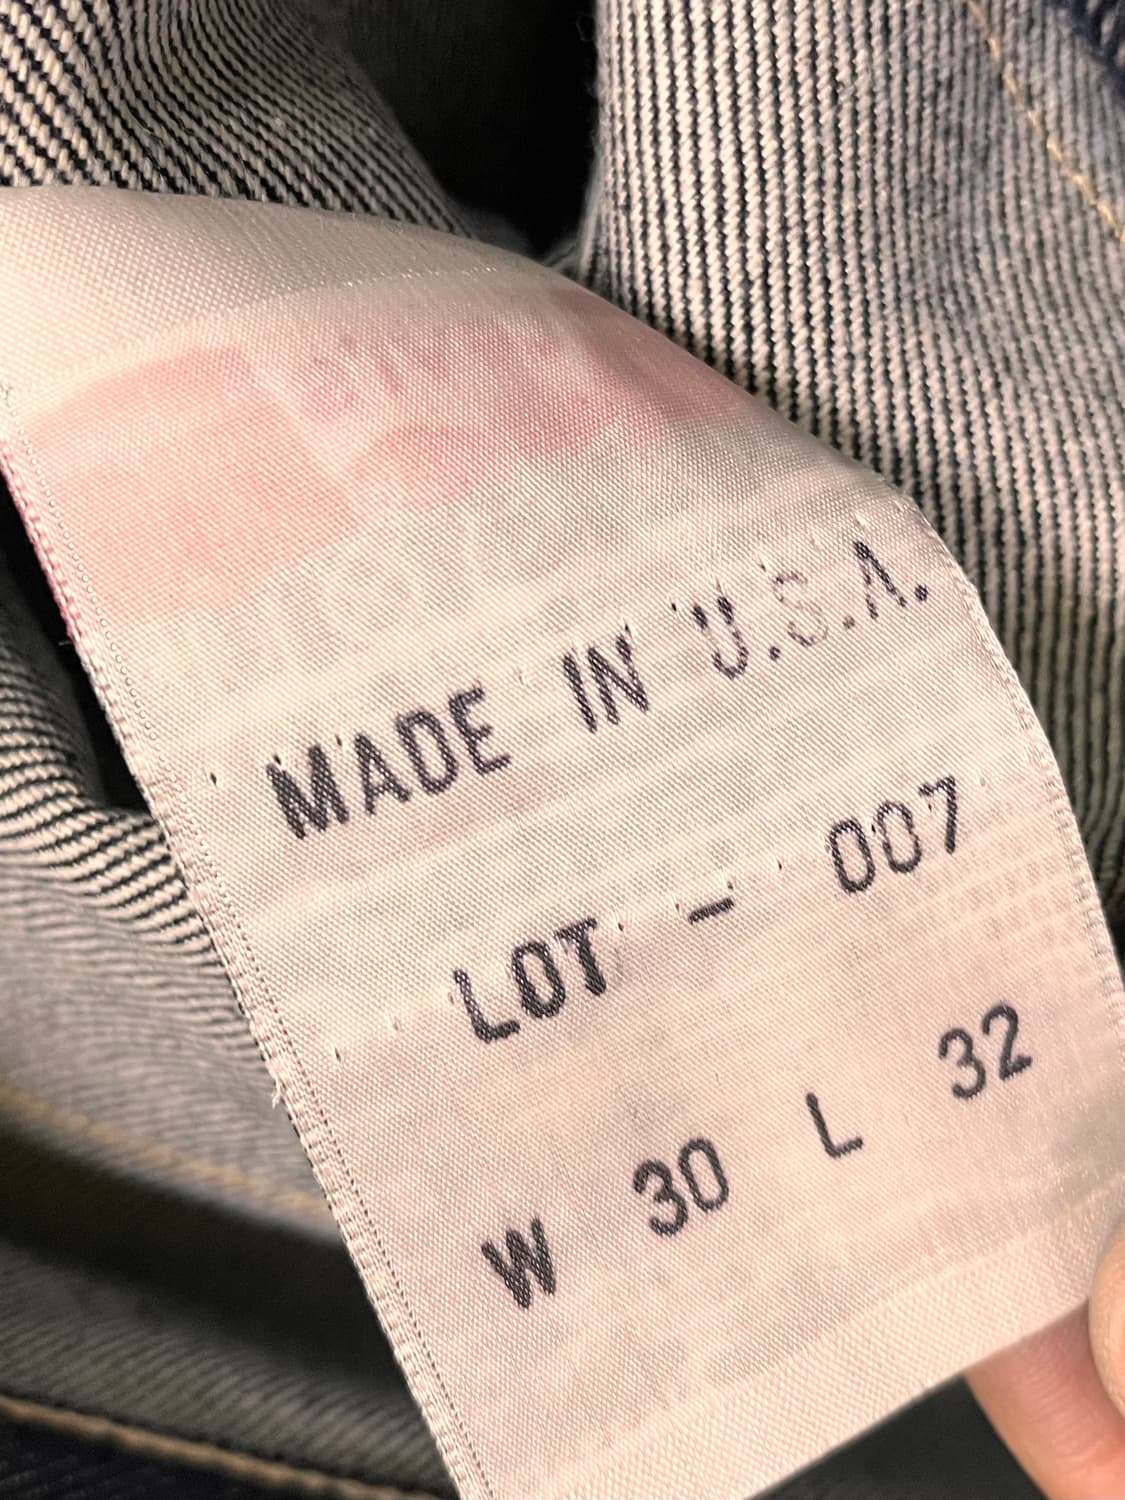 MADE IN U.S.A.
LOT - 007
W 30 L 32